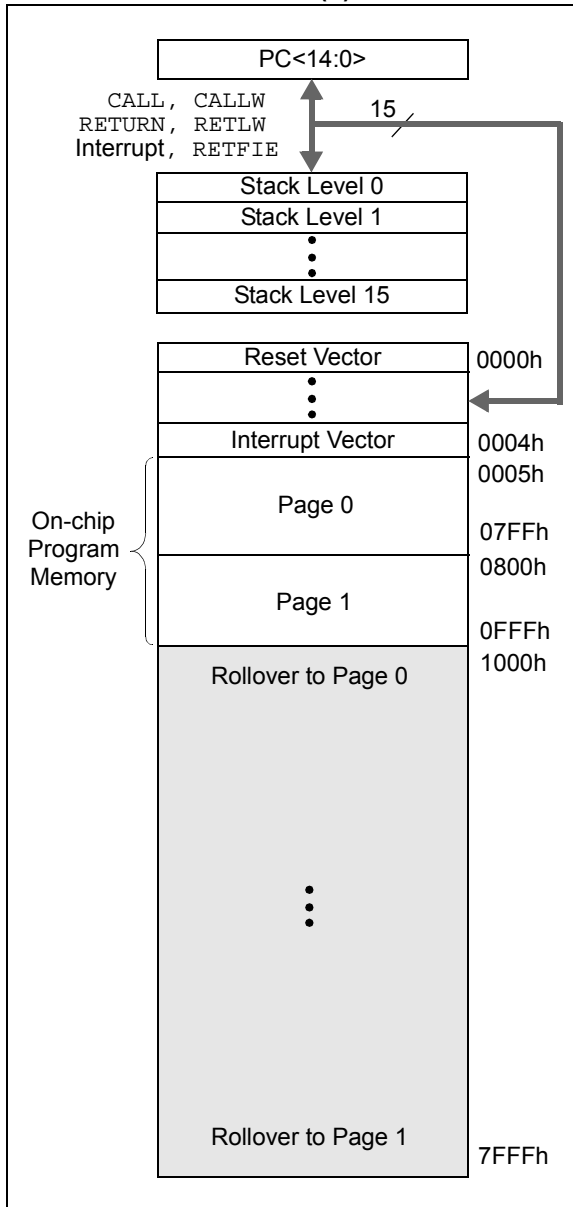 PC<14:0>
CALL, CALLW
RETURN, RETLW
Interrupt, RETFIE
15
Stack Level 0
Stack Level 1
Stack Level 15
Reset Vector
0000h
Interrupt Vector
0004h
0005h
On-chip
Program
Memory
Page 0
07FFh
0800h
Page 1
0FFFh
1000h
Rollover to Page 0
Rollover to Page 1
7FFFh